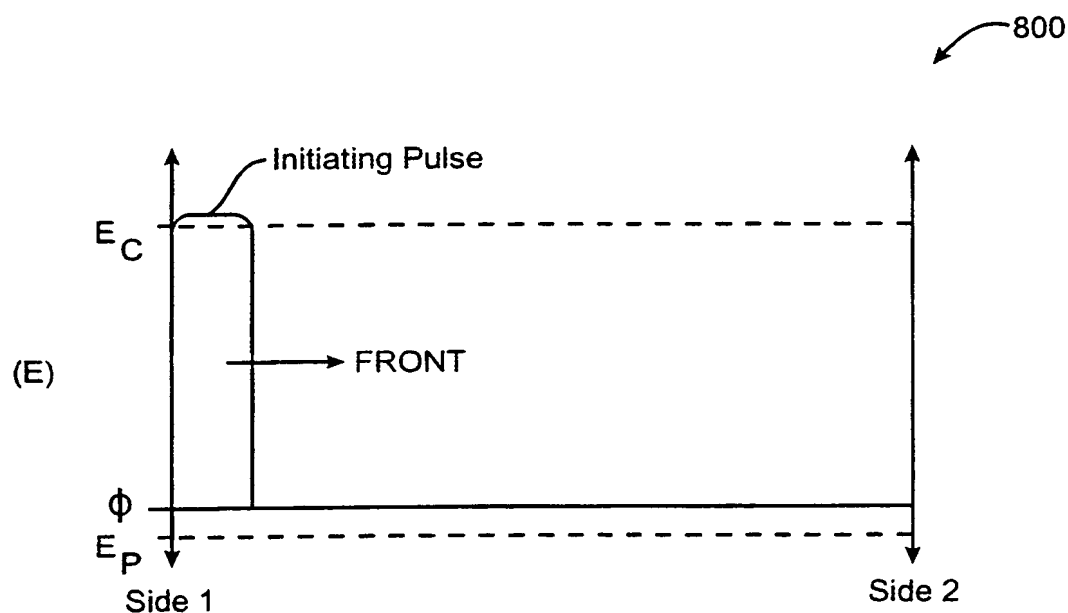 800
Initiating Pulse
E_C
FRONT
(E)
ϕ
E_P
Side 1
Side 2